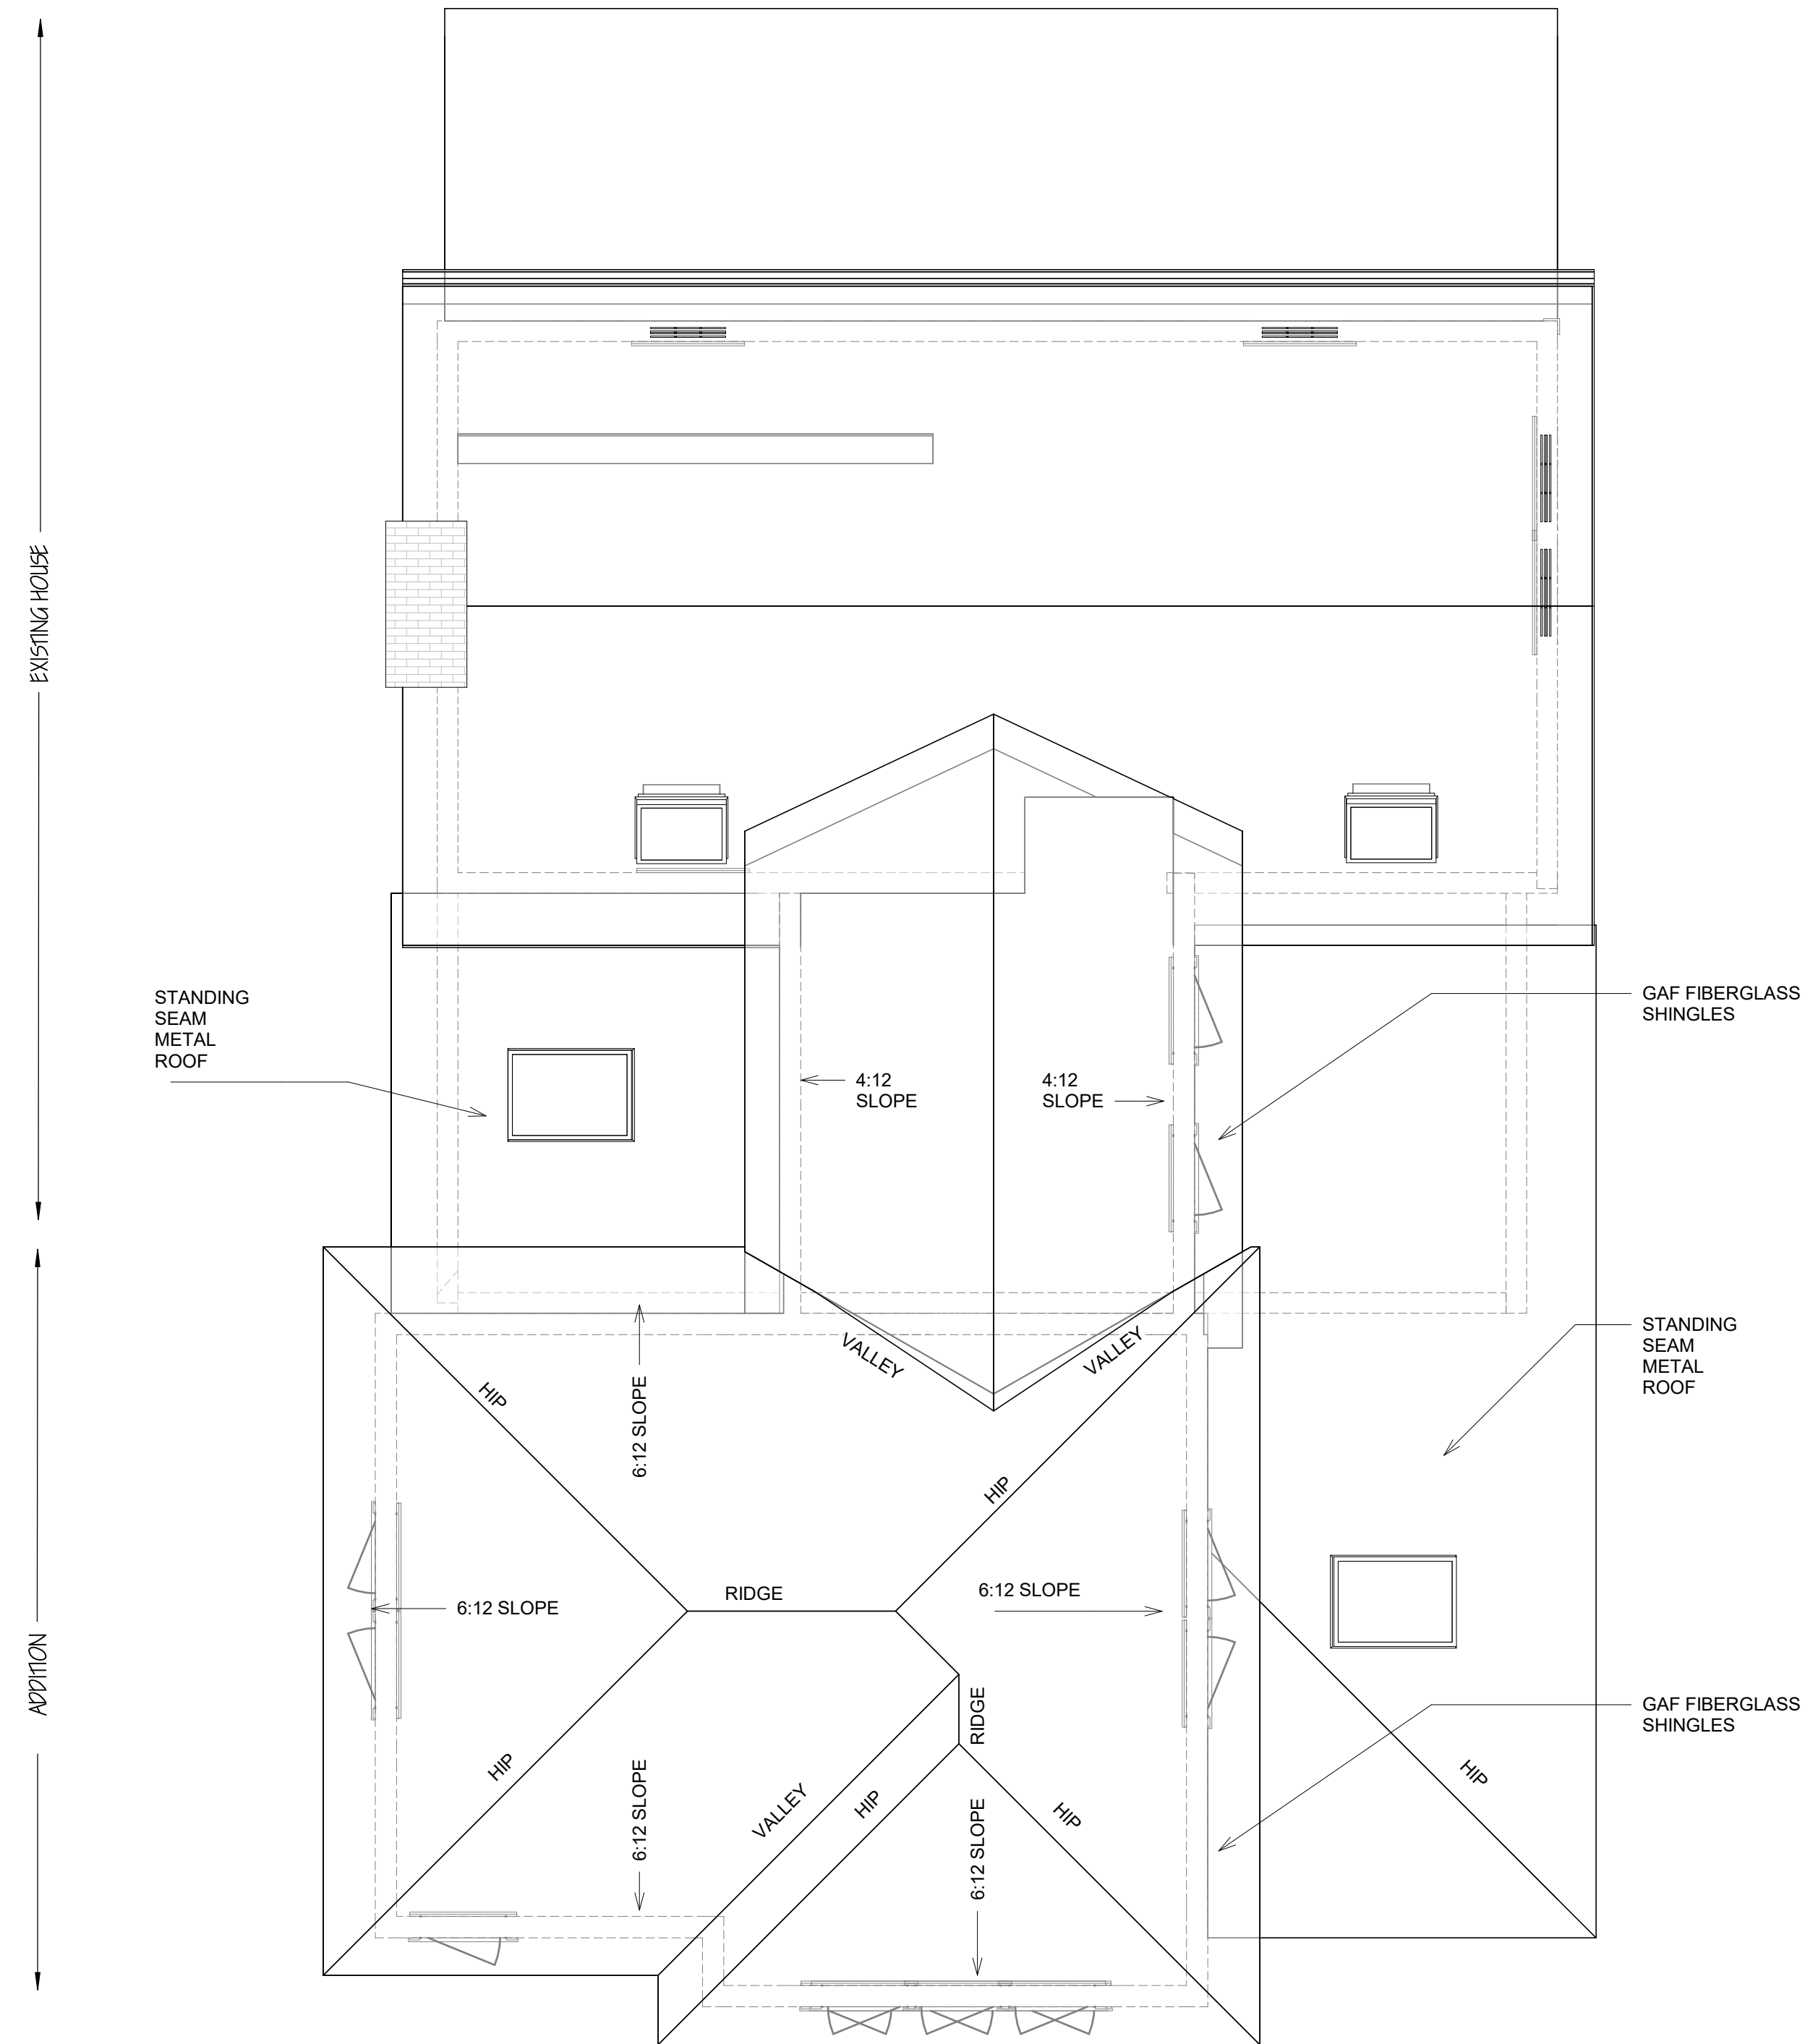 EXISTING HOUSE
STANDING
SEAM
METAL
ROOF
4:12
SLOPE
4:12
SLOPE
GAF FIBERGLASS
SHINGLES
VALLEY
VALLEY
STANDING
SEAM
METAL
ROOF
HIP
6:12 SLOPE
HIP
RIDGE
6:12 SLOPE
6:12 SLOPE
ADDITION
RIDGE
GAF FIBERGLASS
SHINGLES
HIP
6:12 SLOPE
VALLEY
HIP
6:12 SLOPE
HIP
HIP